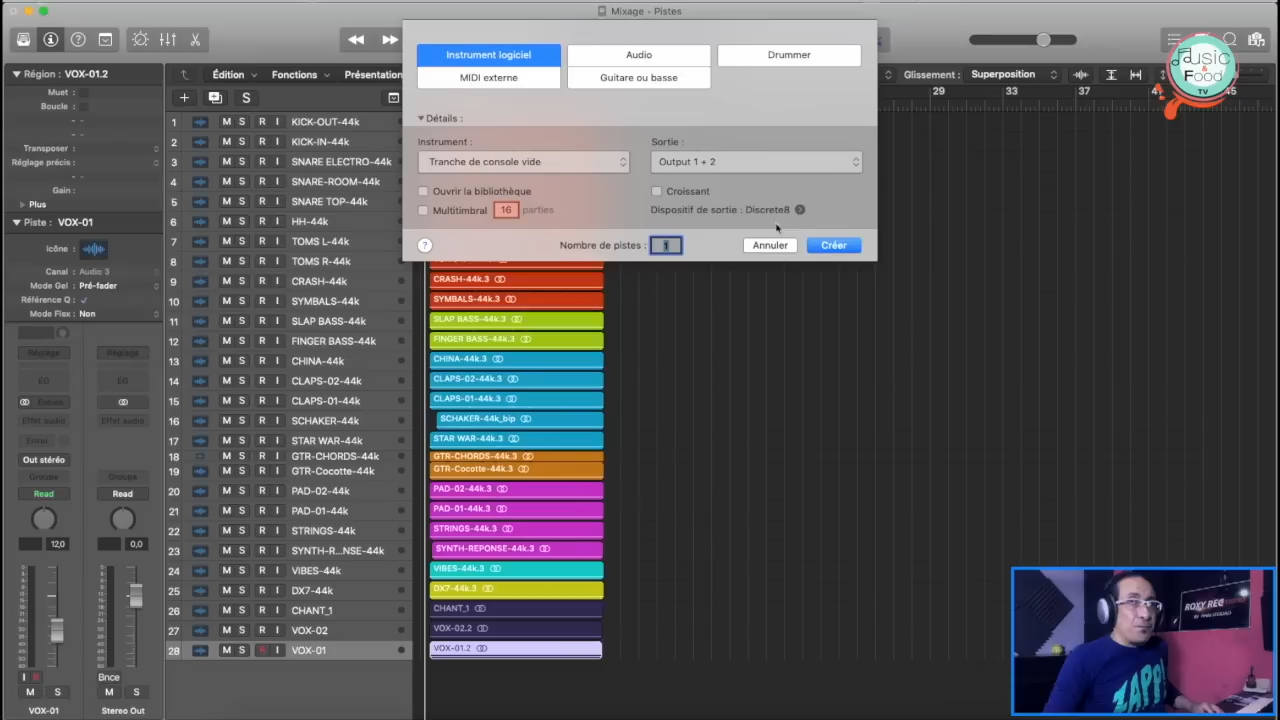 Mixage - Pistes
Instrument logiciel
Audio
Drummer
MIDI externe
Guitare ou basse
Détails :
Instrument :
Tranche de console vide
Sortie :
Output 1 + 2
Ouvrir la bibliothèque
Croissant
Multitimbral 16 parties
Dispositif de sortie : Discrete8
Nombre de pistes : 1
Annuler
Créer
Région : VOX-01.2
Muet :
Boucle :
Transposer :
Réglage précis :
Gain :
Plus
Piste : VOX-01
Icône :
Canal : Audio 3
Mode Gel : Pré-fader
Référence Q :
Mode Flex : Non
Réglage
Réglage
ÉG
ÉG
Entrée
Effet audio
Effet audio
Envoi
Out stéréo
Groupe
Groupe
Read
Read
12,0
0,0
I R
Bnce
M S
M S
VOX-01
Stereo Out
Édition
Fonctions
Présentation
Glissement : Superposition
S
29 33 37 41 45
Music
&
Food
TV
1 M S R I KICK-OUT-44k
2 M S R I KICK-IN-44k
3 M S R I SNARE ELECTRO-44k
4 M S R I SNARE-ROOM-44k
5 M S R I SNARE TOP-44k
6 M S R I HH-44k
7 M S R I TOMS L-44k
8 M S R I TOMS R-44k
9 M S R I CRASH-44k
10 M S R I SYMBALS-44k
11 M S R I SLAP BASS-44k
12 M S R I FINGER BASS-44k
13 M S R I CHINA-44k
14 M S R I CLAPS-02-44k
15 M S R I CLAPS-01-44k
16 M S R I SCHAKER-44k
17 M S R I STAR WAR-44k
18 M S R I GTR-CHORDS-44k
19 M S R I GTR-Cocotte-44k
20 M S R I PAD-02-44k
21 M S R I PAD-01-44k
22 M S R I STRINGS-44k
23 M S R I SYNTH-R...NSE-44k
24 M S R I VIBES-44k
25 M S R I DX7-44k
26 M S R I CHANT_1
27 M S R I VOX-02
28 M S R I VOX-01
CRASH-44k.3
SYMBALS-44k.3
SLAP BASS-44k.3
FINGER BASS-44k.3
CHINA-44k.3
CLAPS-02-44k.3
CLAPS-01-44k.3
SCHAKER-44k_bip
STAR WAR-44k.3
GTR-CHORDS-44k.3
GTR-Cocotte-44k.3
PAD-02-44k.3
PAD-01-44k.3
STRINGS-44k.3
SYNTH-REPONSE-44k.3
VIBES-44k.3
DX7-44k.3
CHANT_1
VOX-02.2
VOX-01.2
ROXY REC
ZAPP!